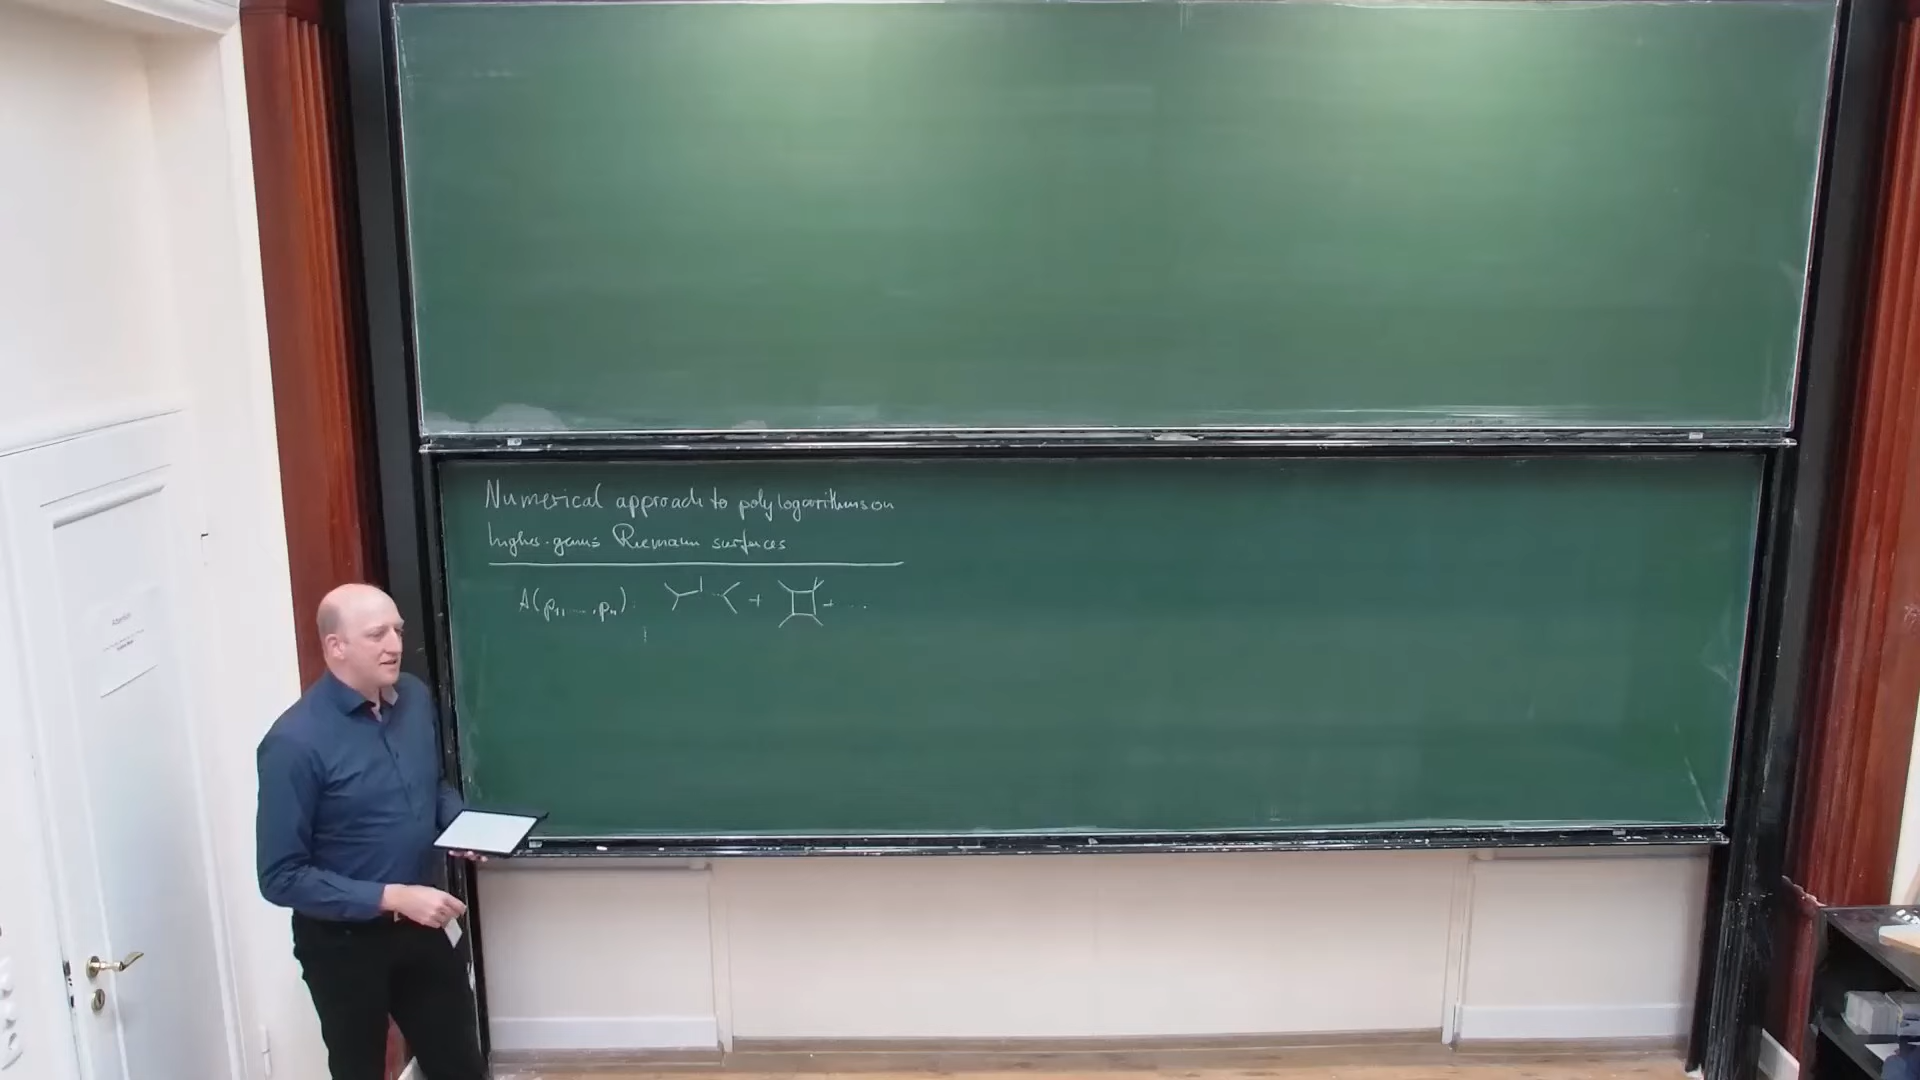 Numerical approach to polylogarithms on
higher-genus Riemann surfaces
A(p₁, ..., pₙ): + + ...